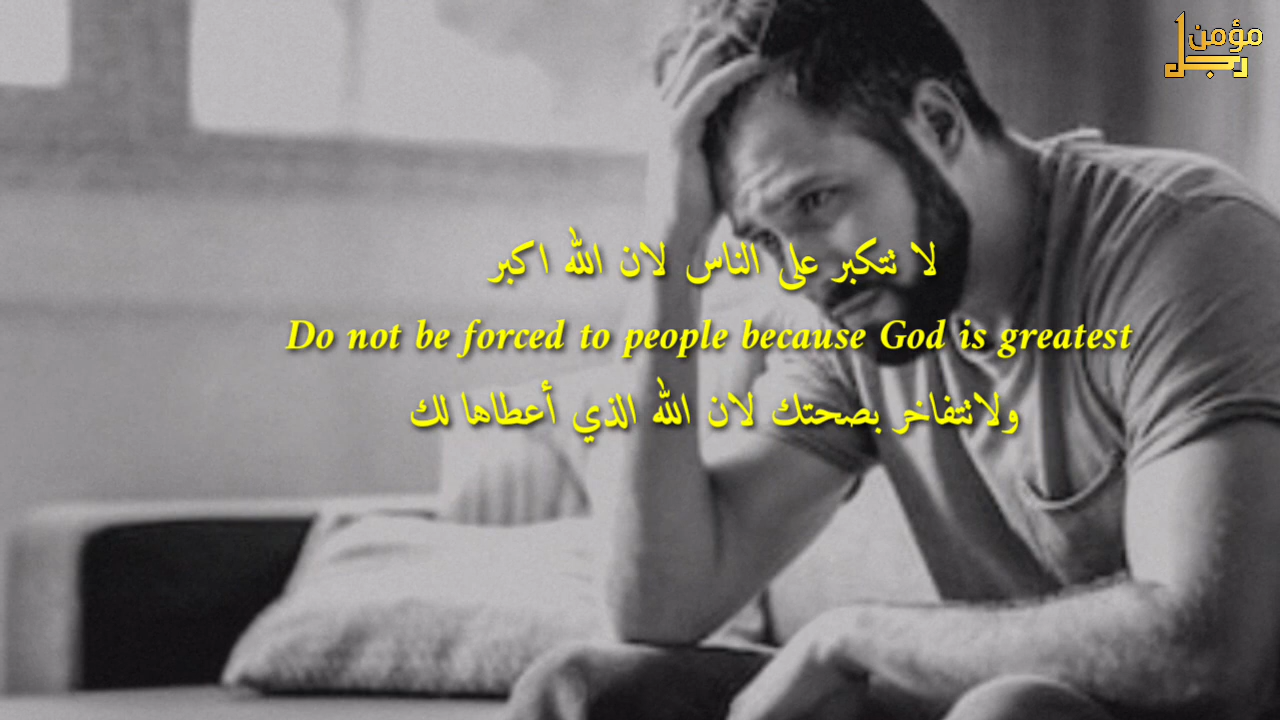 مؤمن
رجل
لا تتكبر على الناس لان الله اكبر
Do not be forced to people because God is greatest
ولاتتفاخر بصحتك لان الله الذي أعطاها لك